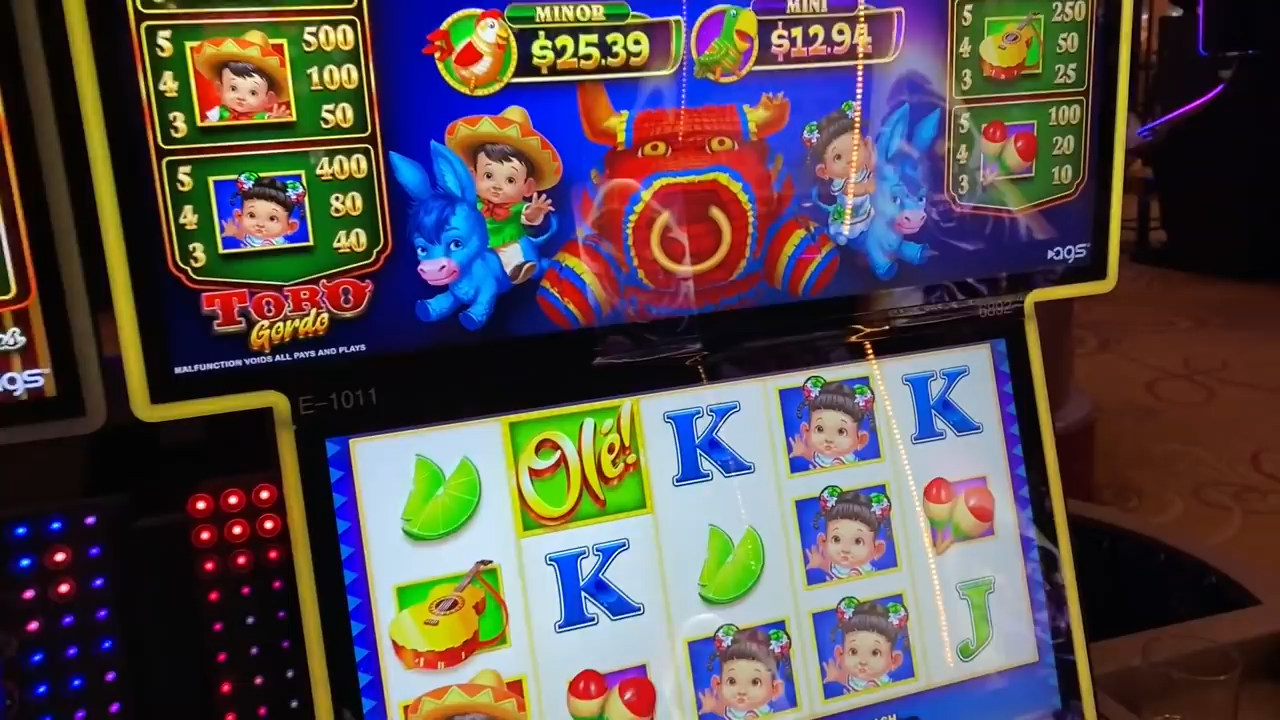 MINOR
$25.39
MINI
$12.94
5 500
4 100
3 50
5 400
4 80
3 40
5 250
4 50
3 25
5 100
4 20
3 10
TORO
Gordo
MALFUNCTION VOIDS ALL PAYS AND PLAYS
ags
ags
E-1011
6892
Olé!
K
K
K
J